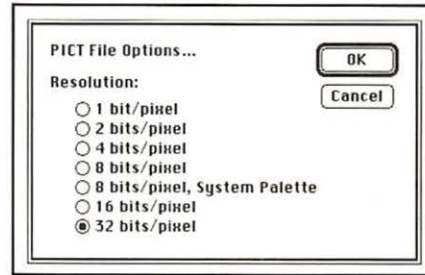 PICT File Options...
OK
Resolution:
Cancel
1 bit/pixel
2 bits/pixel
4 bits/pixel
8 bits/pixel
8 bits/pixel, System Palette
16 bits/pixel
32 bits/pixel